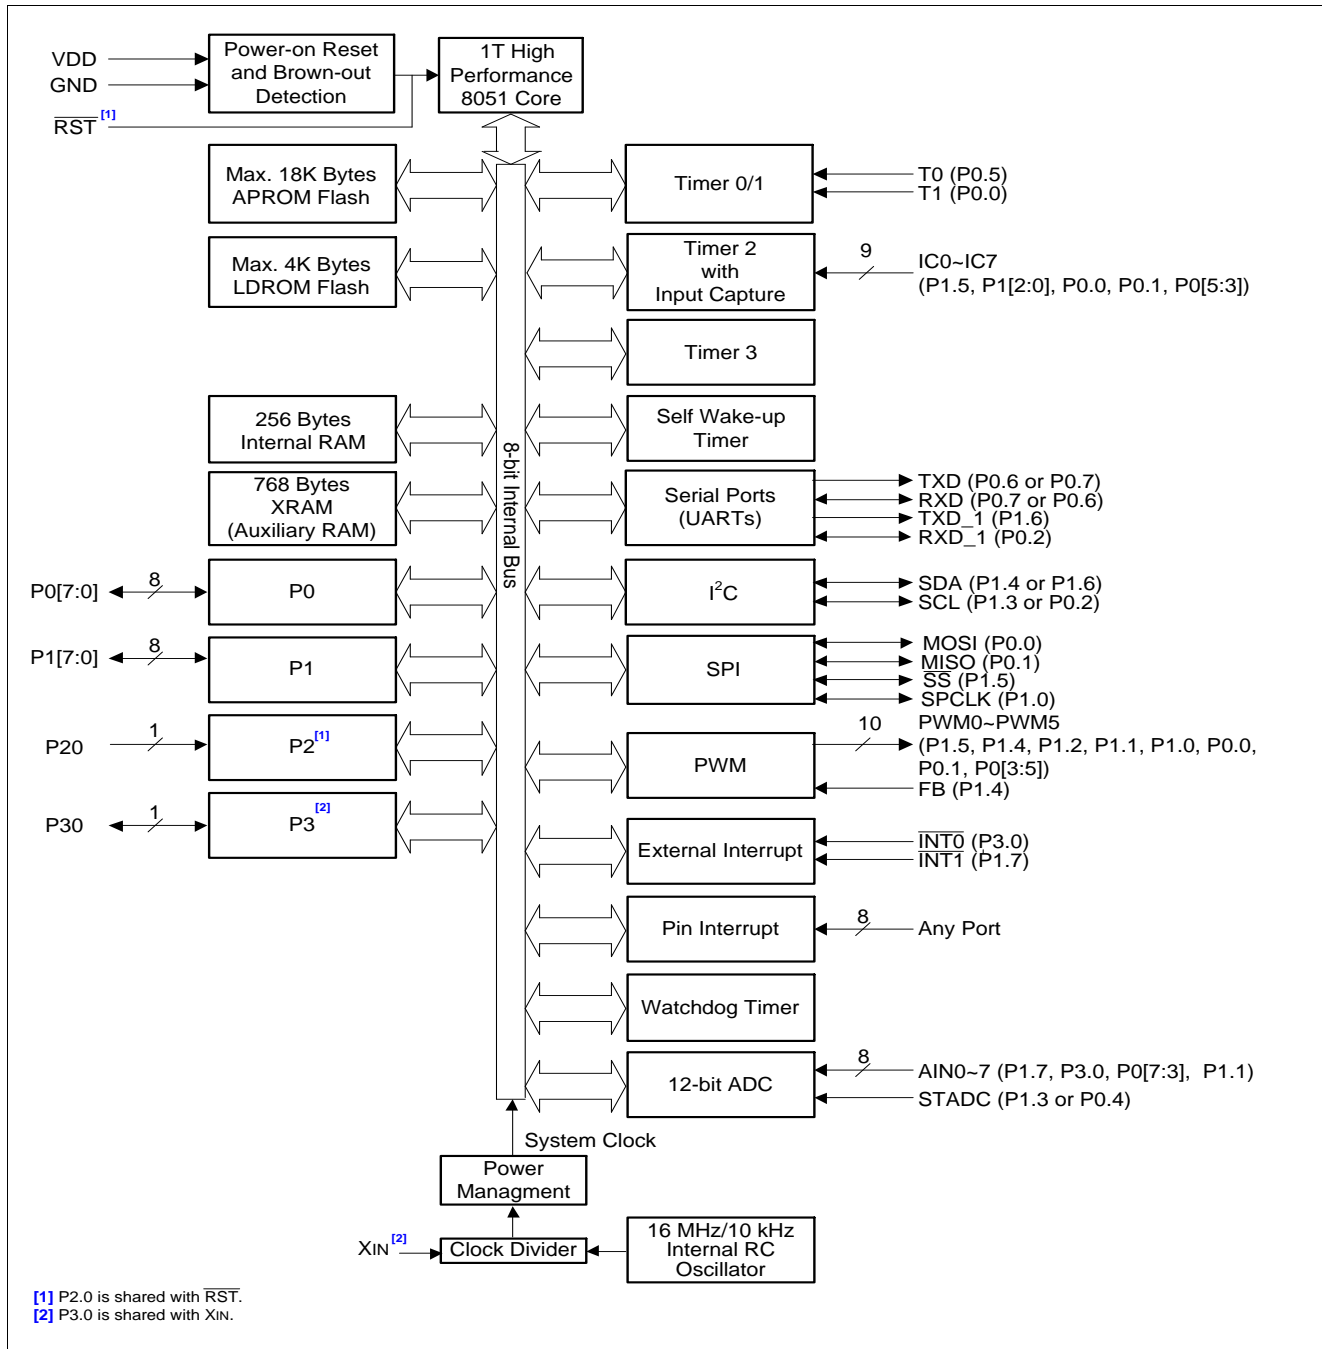 VDD
GND
RST [1]
Power-on Reset
and Brown-out
Detection
1T High
Performance
8051 Core
Max. 18K Bytes
APROM Flash
Max. 4K Bytes
LDROM Flash
256 Bytes
Internal RAM
768 Bytes
XRAM
(Auxiliary RAM)
P0[7:0]
8
P0
P1[7:0]
8
P1
P20
1
P2[1]
P30
1
P3[2]
8-bit Internal Bus
Timer 0/1
T0 (P0.5)
T1 (P0.0)
Timer 2
with
Input Capture
9
IC0~IC7
(P1.5, P1[2:0], P0.0, P0.1, P0[5:3])
Timer 3
Self Wake-up
Timer
Serial Ports
(UARTs)
TXD (P0.6 or P0.7)
RXD (P0.7 or P0.6)
TXD_1 (P1.6)
RXD_1 (P0.2)
I2C
SDA (P1.4 or P1.6)
SCL (P1.3 or P0.2)
SPI
MOSI (P0.0)
MISO (P0.1)
SS (P1.5)
SPCLK (P1.0)
PWM
10
PWM0~PWM5
(P1.5, P1.4, P1.2, P1.1, P1.0, P0.0,
P0.1, P0[3:5])
FB (P1.4)
External Interrupt
INT0 (P3.0)
INT1 (P1.7)
Pin Interrupt
8
Any Port
Watchdog Timer
12-bit ADC
8
AIN0~7 (P1.7, P3.0, P0[7:3], P1.1)
STADC (P1.3 or P0.4)
System Clock
Power
Managment
XIN [2]
Clock Divider
16 MHz/10 kHz
Internal RC
Oscillator
[1] P2.0 is shared with RST.
[2] P3.0 is shared with XIN.